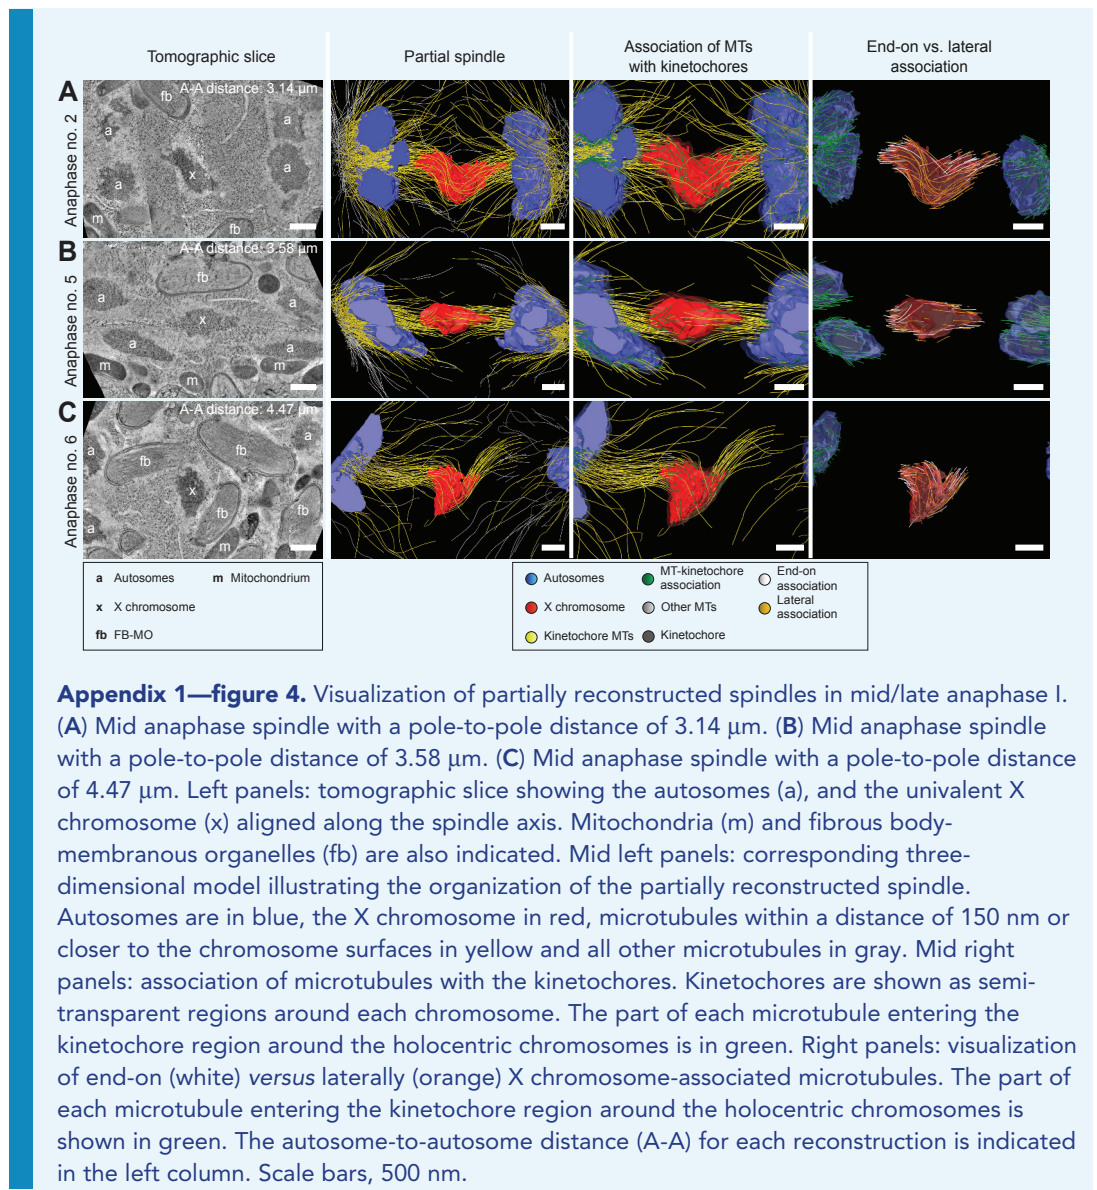 Tomographic slice
Partial spindle
Association of MTs
with kinetochores
End-on vs. lateral
association
A
Anaphase no. 2
A-A distance: 3.14 μm
fb
a
a
a
x
m
fb
B
Anaphase no. 5
A-A distance: 3.58 μm
fb
a
a
x
a
a
m
m
m
C
Anaphase no. 6
A-A distance: 4.47 μm
a
fb
fb
a
x
fb
a
m
a Autosomes
m Mitochondrium
x X chromosome
fb FB-MO
Autosomes
X chromosome
Kinetochore MTs
MT-kinetochore
association
Other MTs
Kinetochore
End-on
association
Lateral
association
Appendix 1—figure 4. Visualization of partially reconstructed spindles in mid/late anaphase I.
(A) Mid anaphase spindle with a pole-to-pole distance of 3.14 μm. (B) Mid anaphase spindle
with a pole-to-pole distance of 3.58 μm. (C) Mid anaphase spindle with a pole-to-pole distance
of 4.47 μm. Left panels: tomographic slice showing the autosomes (a), and the univalent X
chromosome (x) aligned along the spindle axis. Mitochondria (m) and fibrous body-
membranous organelles (fb) are also indicated. Mid left panels: corresponding three-
dimensional model illustrating the organization of the partially reconstructed spindle.
Autosomes are in blue, the X chromosome in red, microtubules within a distance of 150 nm or
closer to the chromosome surfaces in yellow and all other microtubules in gray. Mid right
panels: association of microtubules with the kinetochores. Kinetochores are shown as semi-
transparent regions around each chromosome. The part of each microtubule entering the
kinetochore region around the holocentric chromosomes is in green. Right panels: visualization
of end-on (white) versus laterally (orange) X chromosome-associated microtubules. The part of
each microtubule entering the kinetochore region around the holocentric chromosomes is
shown in green. The autosome-to-autosome distance (A-A) for each reconstruction is indicated
in the left column. Scale bars, 500 nm.